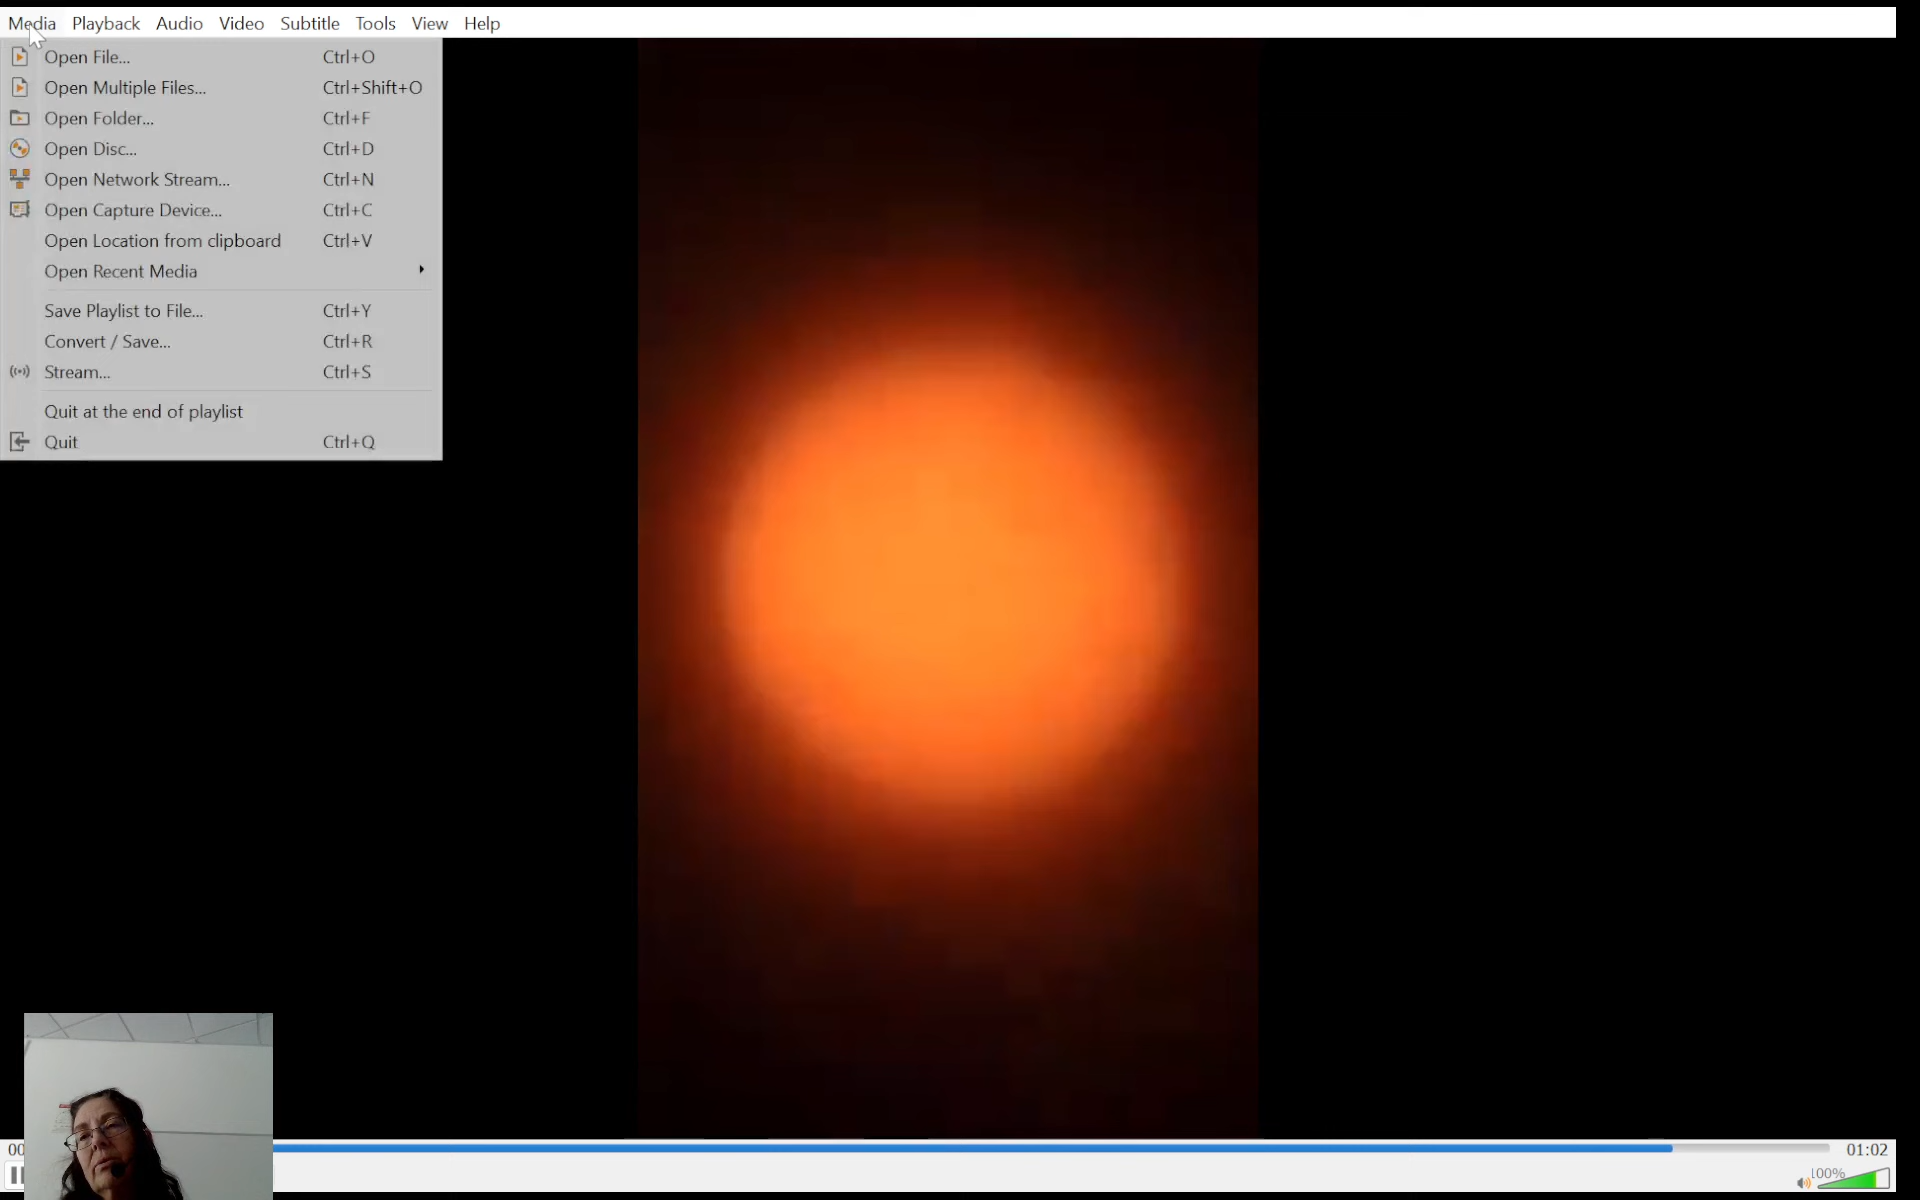 Media Playback Audio Video Subtitle Tools View Help
Open File... Ctrl+O
Open Multiple Files... Ctrl+Shift+O
Open Folder... Ctrl+F
Open Disc... Ctrl+D
Open Network Stream... Ctrl+N
Open Capture Device... Ctrl+C
Open Location from clipboard Ctrl+V
Open Recent Media
Save Playlist to File... Ctrl+Y
Convert / Save... Ctrl+R
Stream... Ctrl+S
Quit at the end of playlist
Quit Ctrl+Q
00
01:02
100%